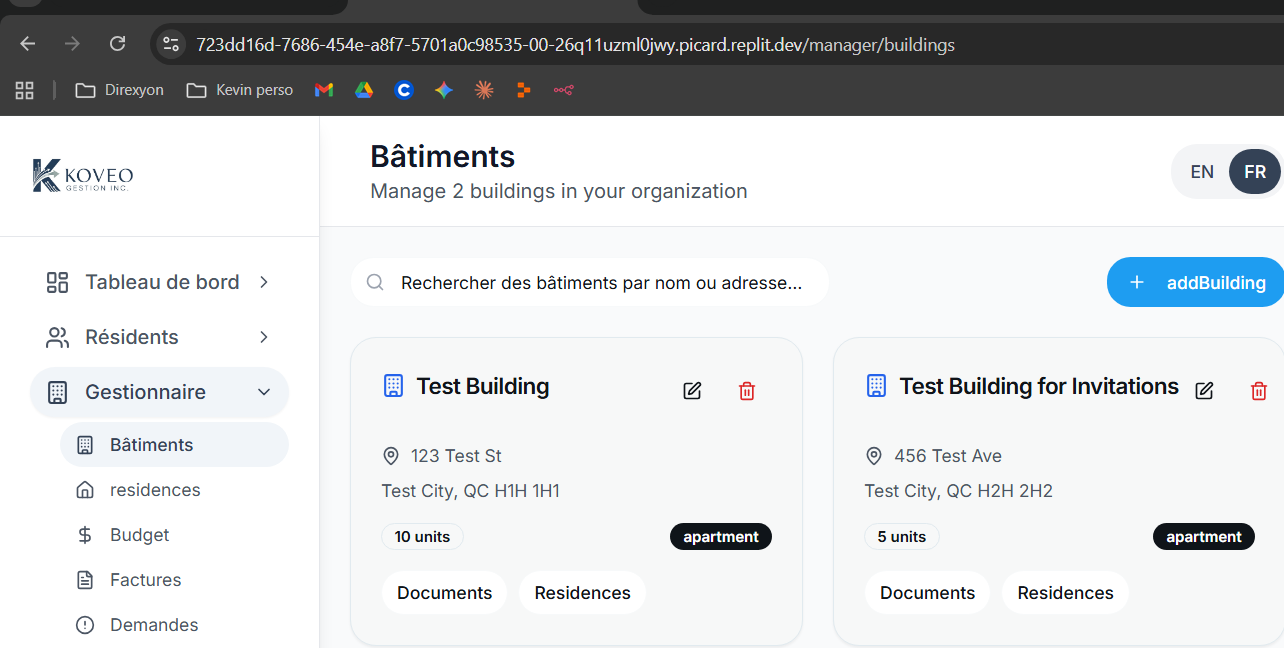 723dd16d-7686-454e-a8f7-5701a0c98535-00-26q11uzml0jwy.picard.replit.dev/manager/buildings
Direxyon Kevin perso
KOVEO
GESTION INC.
Bâtiments
Manage 2 buildings in your organization
EN FR
Tableau de bord
Résidents
Gestionnaire
Bâtiments
residences
Budget
Factures
Demandes
Rechercher des bâtiments par nom ou adresse...
addBuilding
Test Building
123 Test St
Test City, QC H1H 1H1
10 units apartment
Documents Residences
Test Building for Invitations
456 Test Ave
Test City, QC H2H 2H2
5 units apartment
Documents Residences